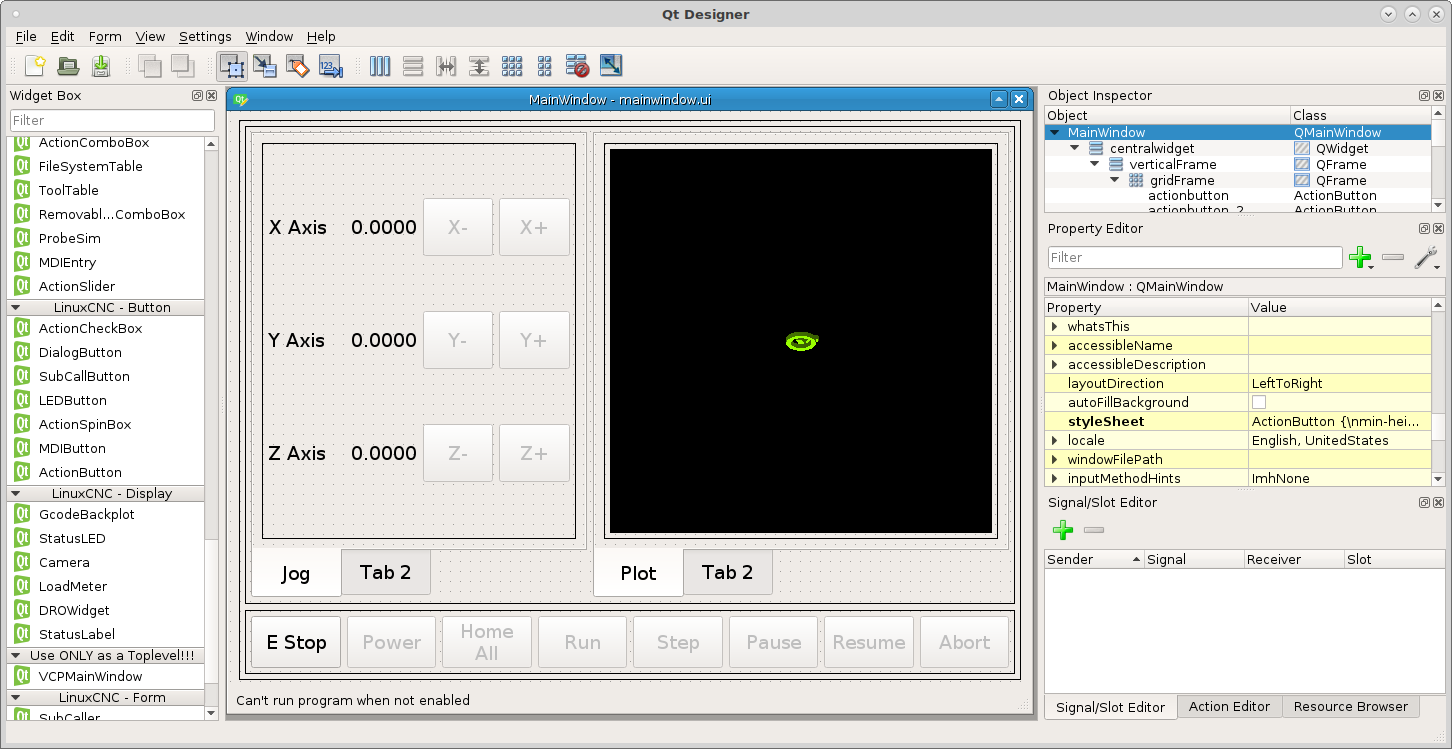 Qt Designer
File Edit Form View Settings Window Help
Widget Box
Filter
ActionComboBox
FileSystemTable
ToolTable
Removabl...ComboBox
ProbeSim
MDIEntry
ActionSlider
LinuxCNC - Button
ActionCheckBox
DialogButton
SubCallButton
LEDButton
ActionSpinBox
MDIButton
ActionButton
LinuxCNC - Display
GcodeBackplot
StatusLED
Camera
LoadMeter
DROWidget
StatusLabel
Use ONLY as a Toplevel!!!
VCPMainWindow
LinuxCNC - Form
SubCaller
MainWindow - mainwindow.ui
X Axis 0.0000 X- X+
Y Axis 0.0000 Y- Y+
Z Axis 0.0000 Z- Z+
Jog Tab 2
Plot Tab 2
E Stop Power Home All Run Step Pause Resume Abort
Can't run program when not enabled
Object Inspector
Object Class
MainWindow QMainWindow
centralwidget QWidget
verticalFrame QFrame
gridFrame QFrame
actionbutton ActionButton
actionbutton_2 ActionButton
Property Editor
Filter
MainWindow : QMainWindow
Property Value
whatsThis
accessibleName
accessibleDescription
layoutDirection LeftToRight
autoFillBackground
styleSheet ActionButton {\nmin-hei...
locale English, UnitedStates
windowFilePath
inputMethodHints ImhNone
Signal/Slot Editor
Sender Signal Receiver Slot
Signal/Slot Editor Action Editor Resource Browser